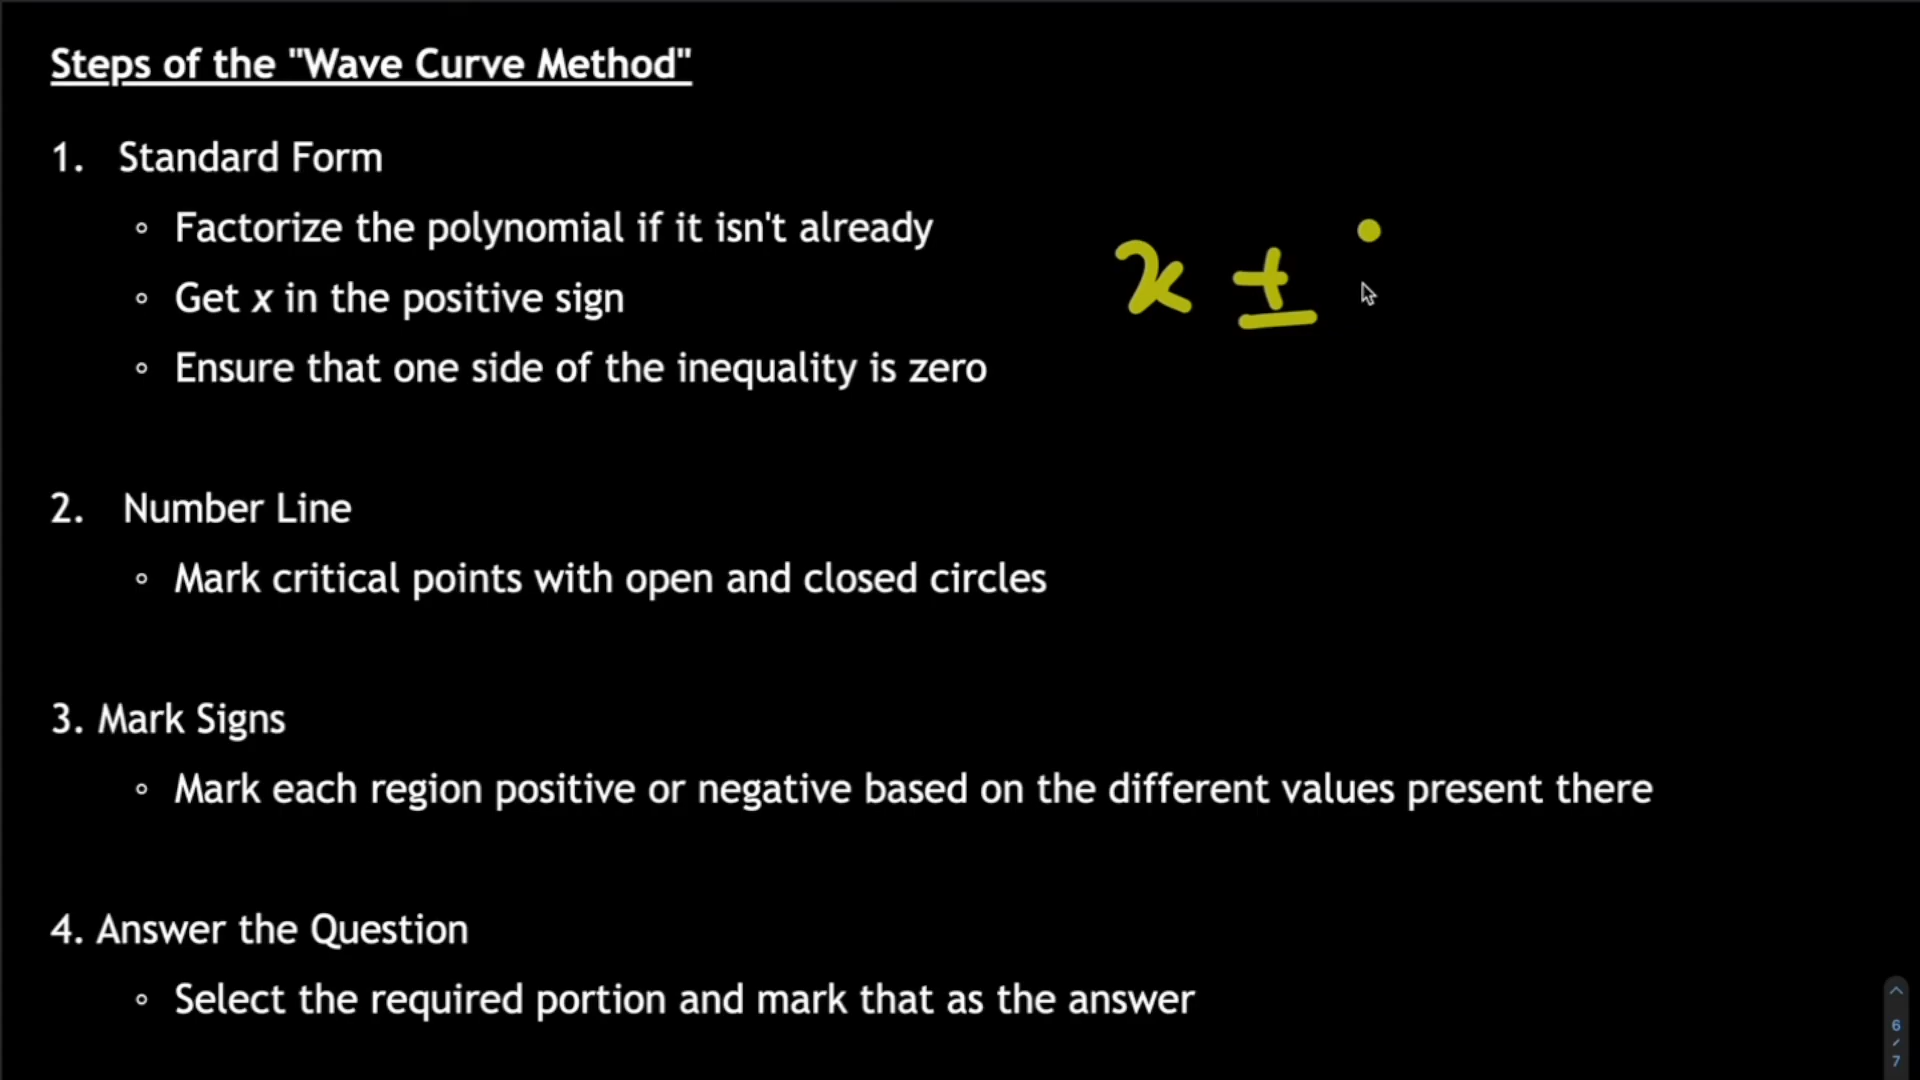 Steps of the "Wave Curve Method"
1. Standard Form
◦ Factorize the polynomial if it isn't already
◦ Get x in the positive sign
x ±
◦ Ensure that one side of the inequality is zero
2. Number Line
◦ Mark critical points with open and closed circles
3. Mark Signs
◦ Mark each region positive or negative based on the different values present there
4. Answer the Question
◦ Select the required portion and mark that as the answer
6
/
7